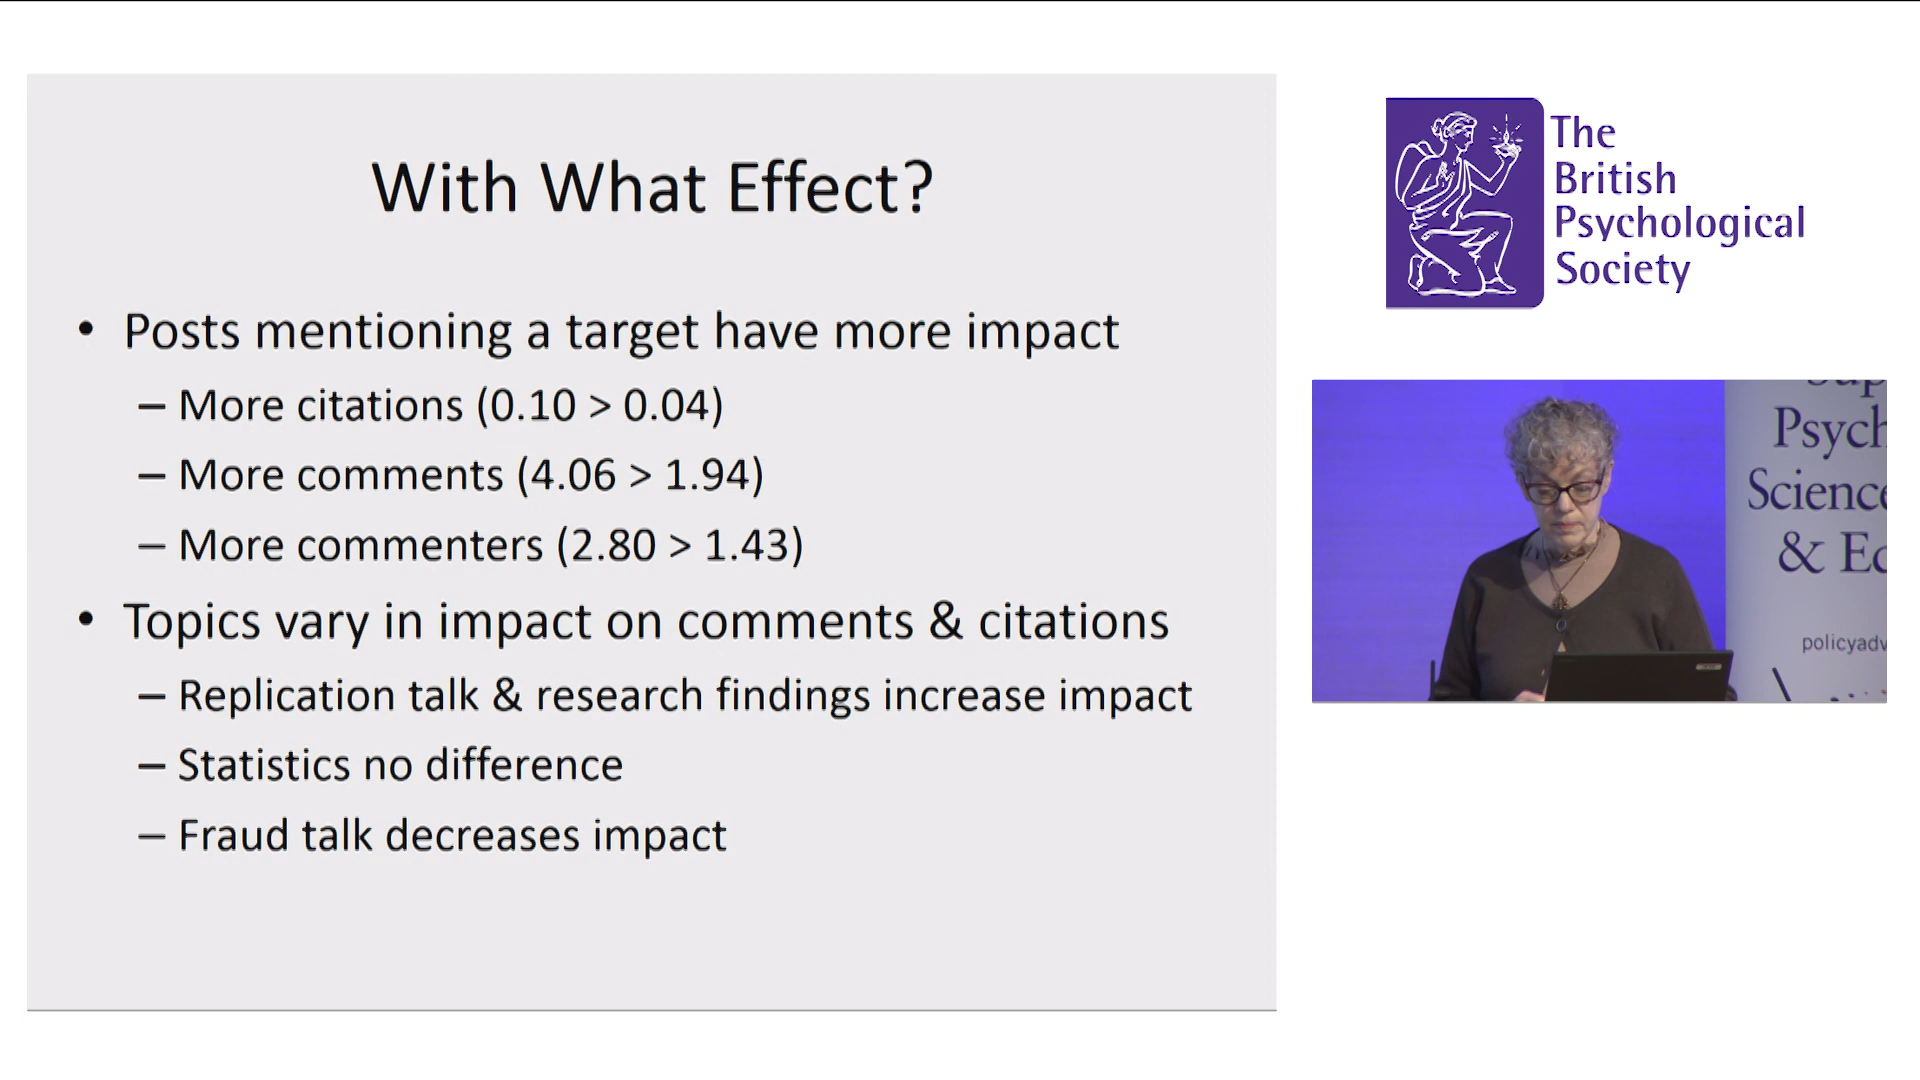 With What Effect?
• Posts mentioning a target have more impact
– More citations (0.10 > 0.04)
– More comments (4.06 > 1.94)
– More commenters (2.80 > 1.43)
• Topics vary in impact on comments & citations
– Replication talk & research findings increase impact
– Statistics no difference
– Fraud talk decreases impact
The
British
Psychological
Society
Psych
Science
& Ed
policyadv